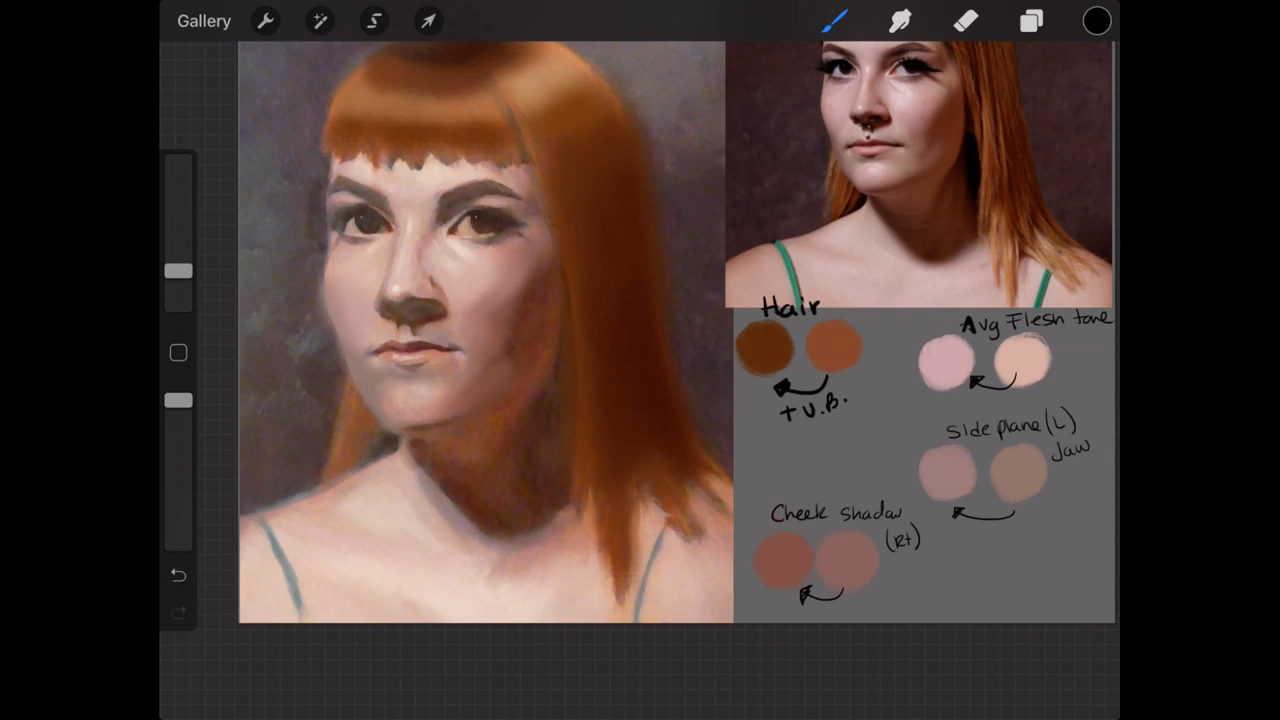 Gallery
Hair
+ U.B.
Avg Flesh tone
Side plane (L)
Jaw
Cheek shadow
(Rt)